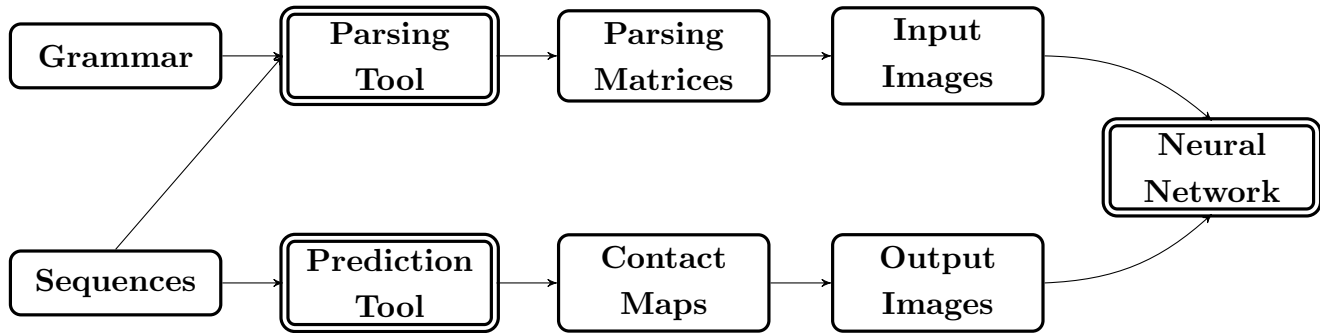 Grammar
Parsing
Tool
Parsing
Matrices
Input
Images
Neural
Network
Sequences
Prediction
Tool
Contact
Maps
Output
Images